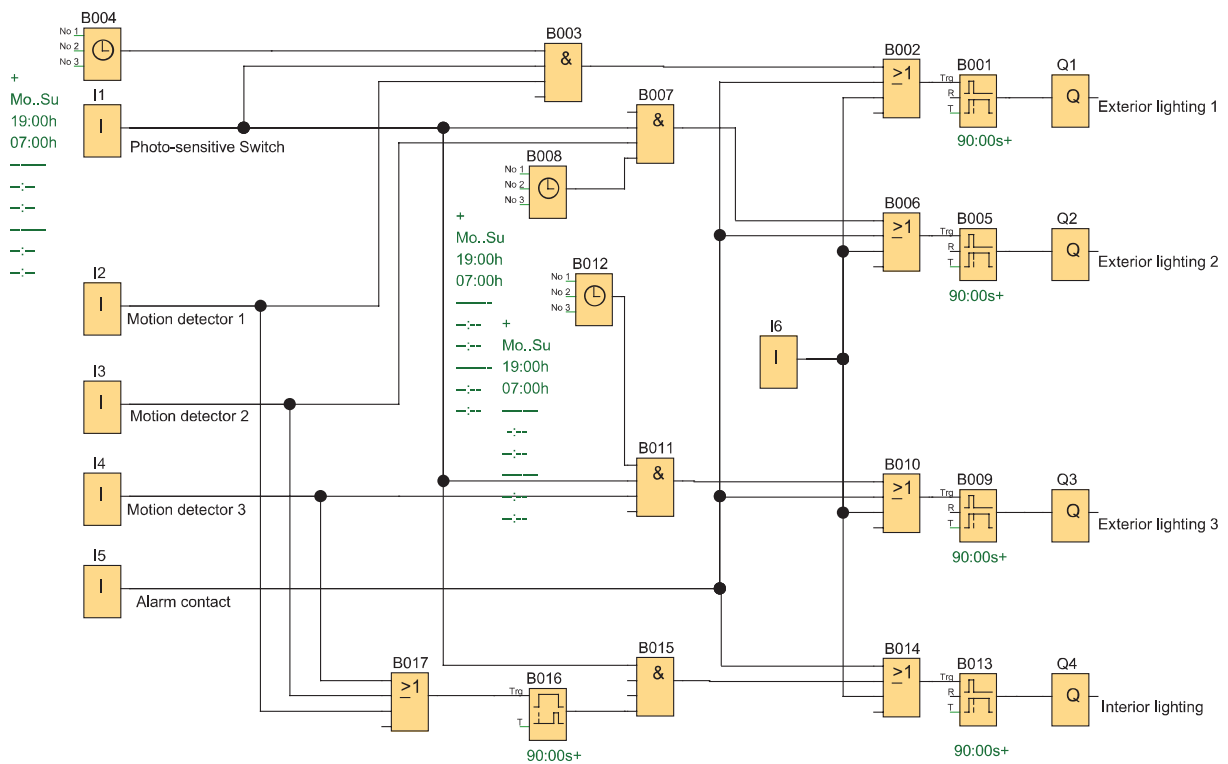 B004
No 1
No 2
No 3
+
Mo..Su
19:00h
07:00h
--:--
--:--
--:--
--:--
I1
I
Photo-sensitive Switch
B003
&
B007
&
B008
No 1
No 2
No 3
+
Mo..Su
19:00h
07:00h
--:--
--:--
--:--
--:--
B002
>1
B001
Trg
R
T
90:00s+
Q1
Q
Exterior lighting 1
B006
>1
B005
Trg
R
T
90:00s+
Q2
Q
Exterior lighting 2
I2
I
Motion detector 1
B012
No 1
No 2
No 3
+
Mo..Su
19:00h
07:00h
--:--
--:--
--:--
--:--
I6
I
I3
I
Motion detector 2
I4
I
Motion detector 3
B011
&
B010
>1
B009
Trg
R
T
90:00s+
Q3
Q
Exterior lighting 3
I5
I
Alarm contact
B017
>1
B016
Trg
T
90:00s+
B015
&
B014
>1
B013
Trg
R
T
90:00s+
Q4
Q
Interior lighting